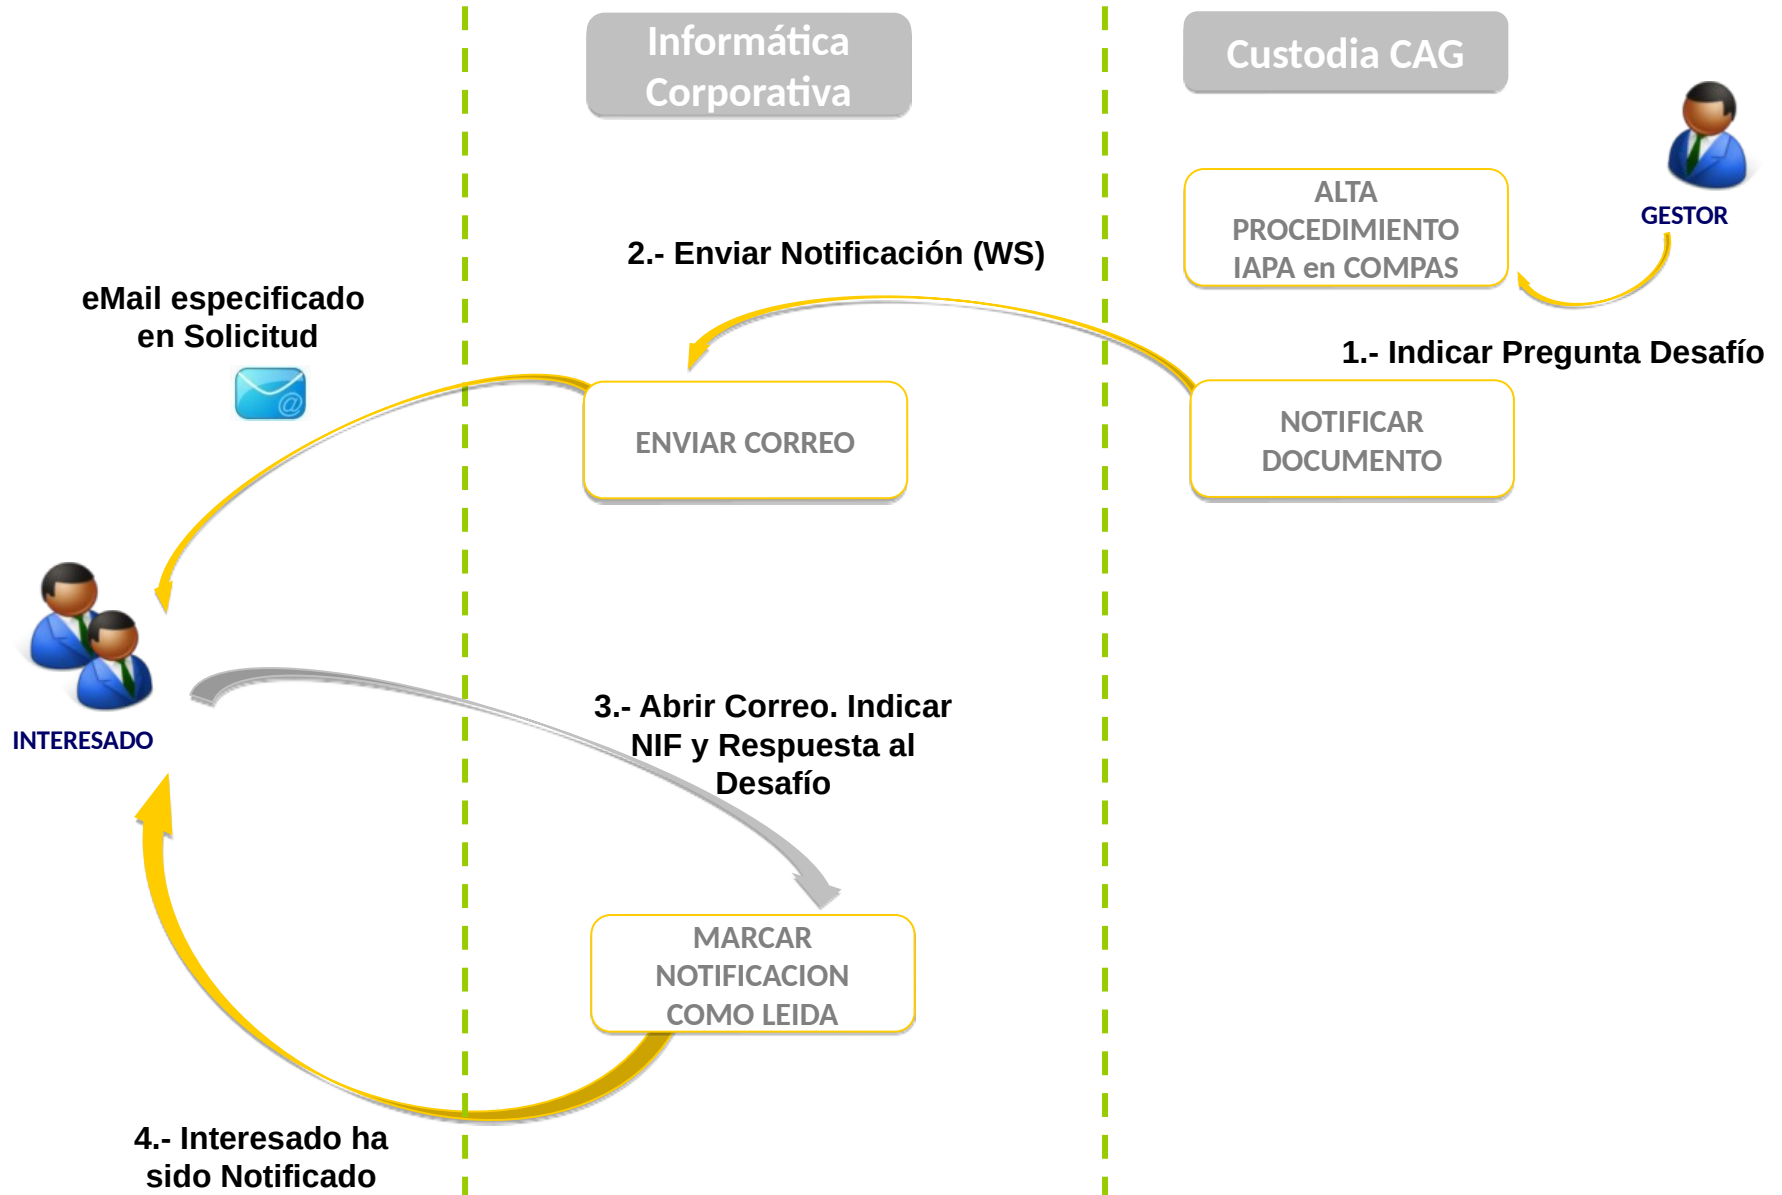 Informática
Corporativa
Custodia CAG
GESTOR
ALTA
PROCEDIMIENTO
IAPA en COMPAS
1.- Indicar Pregunta Desafío
2.- Enviar Notificación (WS)
NOTIFICAR
DOCUMENTO
ENVIAR CORREO
eMail especificado
en Solicitud
@
INTERESADO
3.- Abrir Correo. Indicar
NIF y Respuesta al
Desafío
MARCAR
NOTIFICACION
COMO LEIDA
4.- Interesado ha
sido Notificado